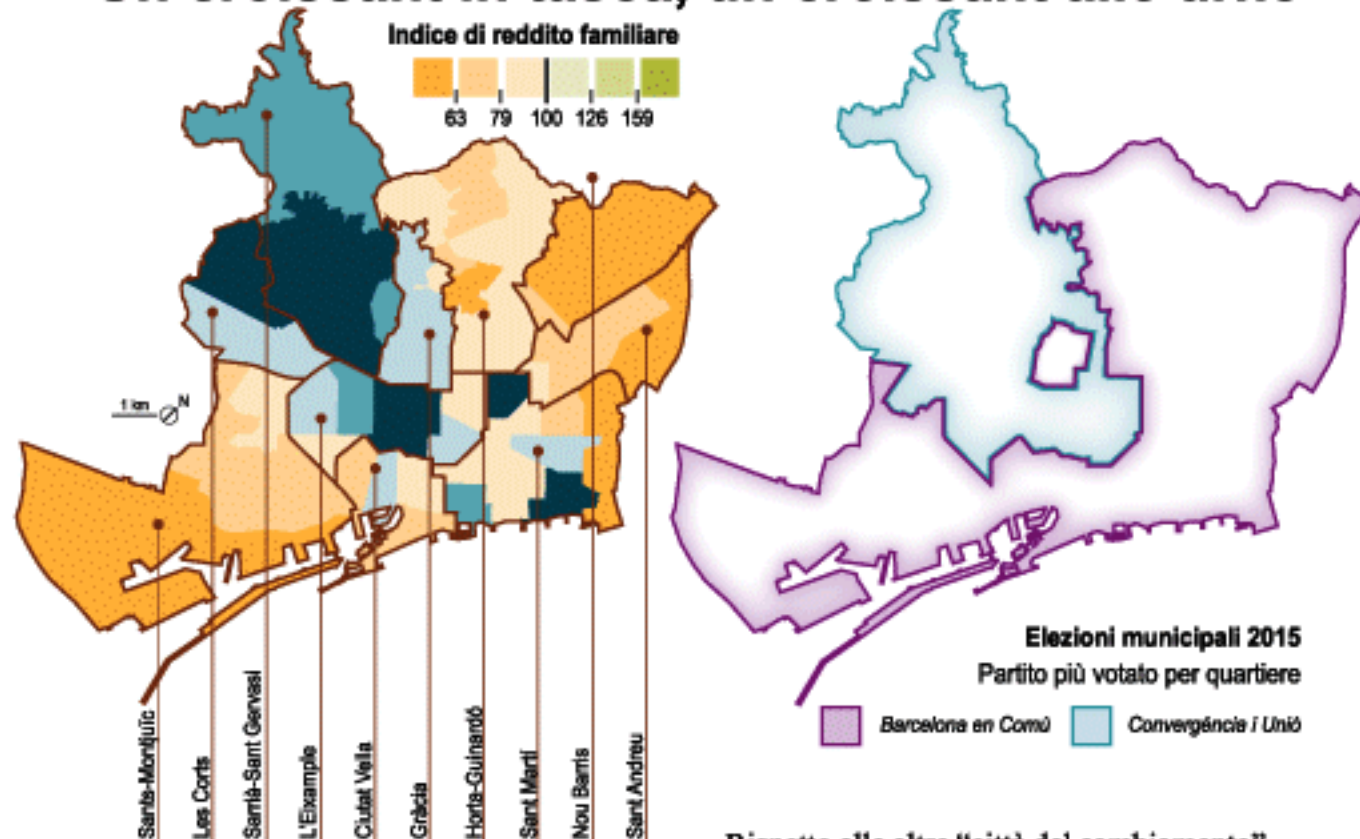 Indice di reddito familiare
63 79 100 126 159
1 km N
Elezioni municipali 2015
Partito più votato per quartiere
Barcelona en Comù Convergéncia i Unió
Sants-Montjuïc
Les Corts
Sarrià-Sant Gervasi
L'Eixample
Ciutat Vella
Gràcia
Horta-Guinardó
Sant Martí
Nou Barris
Sant Andreu